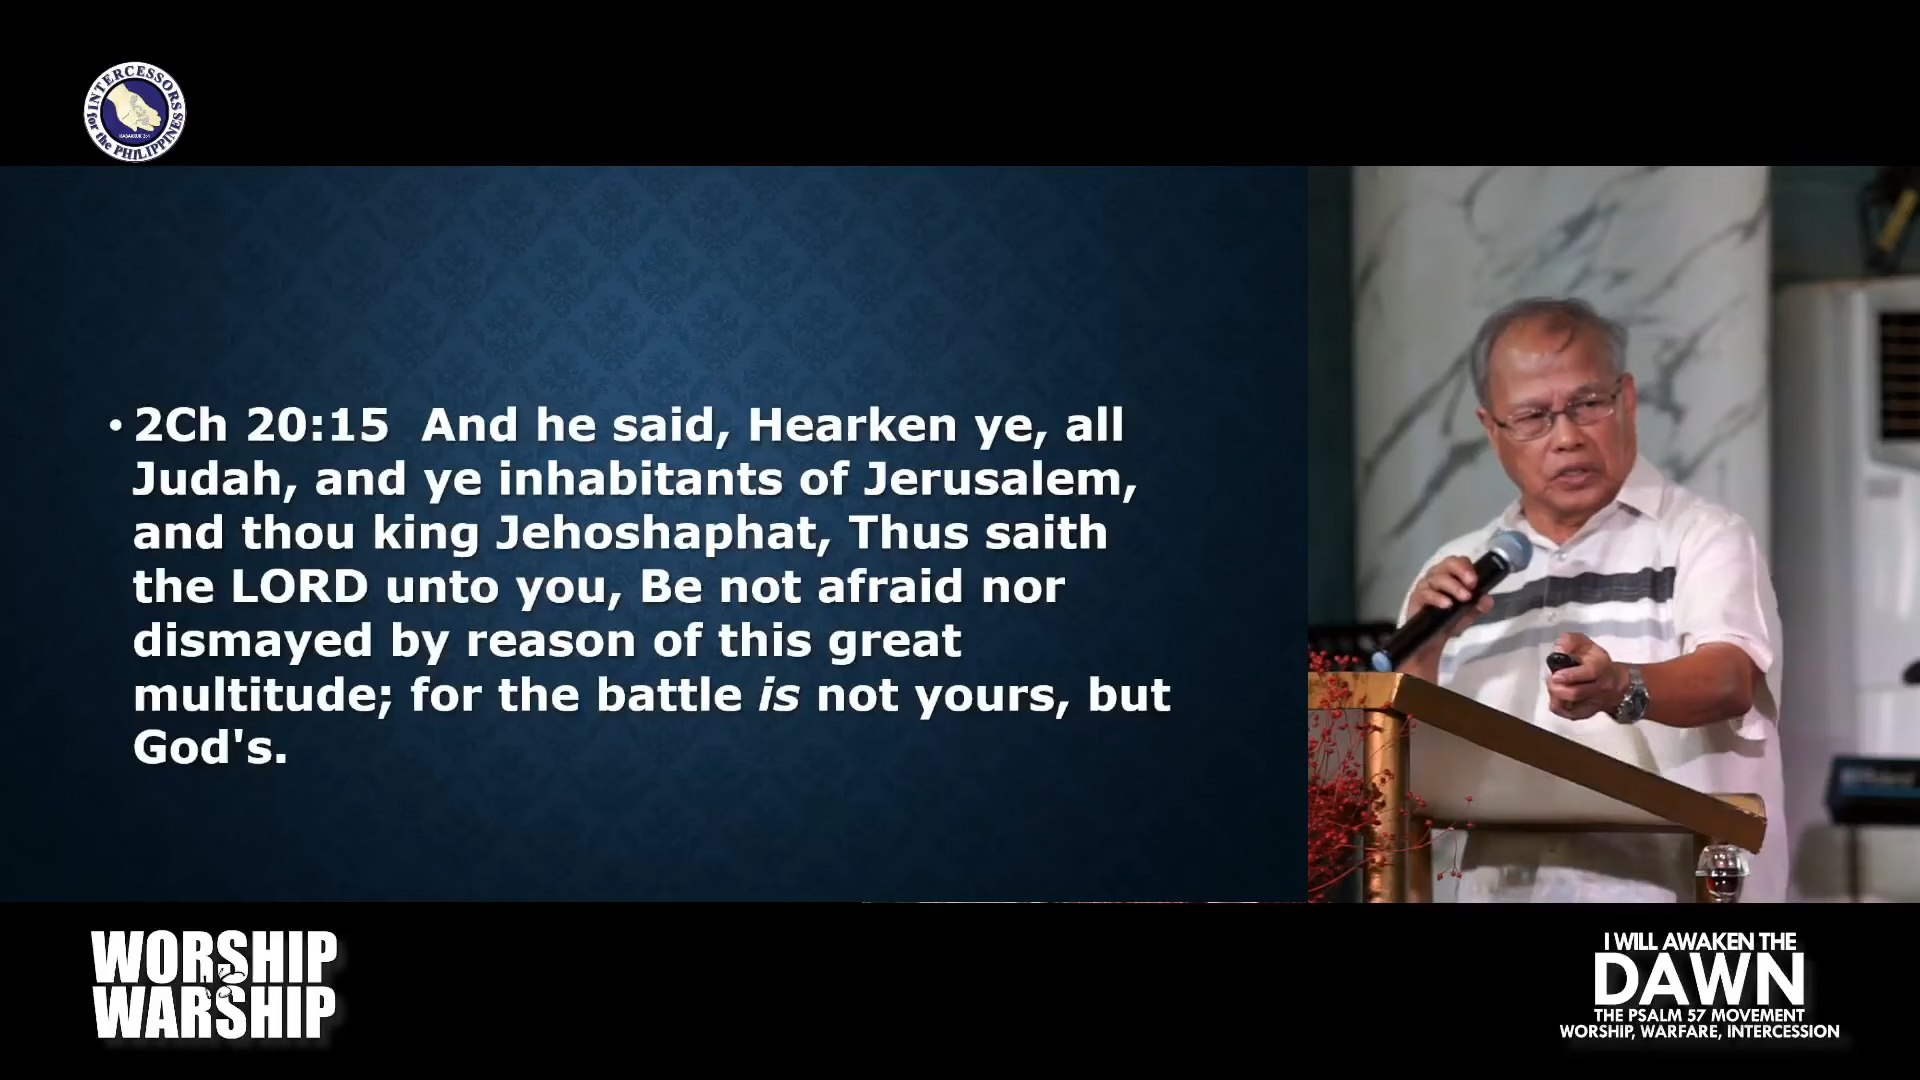 INTERCESSORS
for the
PHILIPPINES
• 2Ch 20:15  And he said, Hearken ye, all
Judah, and ye inhabitants of Jerusalem,
and thou king Jehoshaphat, Thus saith
the LORD unto you, Be not afraid nor
dismayed by reason of this great
multitude; for the battle is not yours, but
God's.
WORSHIP
WARSHIP
I WILL AWAKEN THE
DAWN
THE PSALM 57 MOVEMENT
WORSHIP, WARFARE, INTERCESSION